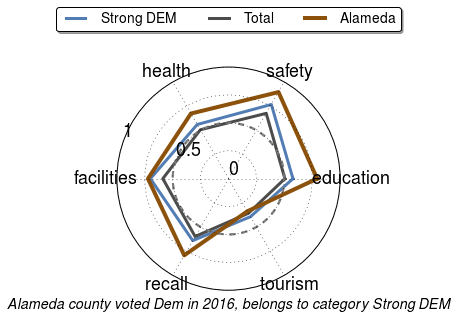 Strong DEM Total Alameda
health safety
1
0.5
0
facilities education
recall tourism
Alameda county voted Dem in 2016, belongs to category Strong DEM